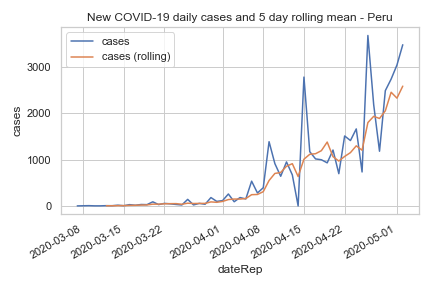 New COVID-19 daily cases and 5 day rolling mean - Peru
cases
cases (rolling)
3000
2000
1000
0
cases
2020-03-08
2020-03-15
2020-03-22
2020-04-01
2020-04-08
2020-04-15
2020-04-22
2020-05-01
dateRep